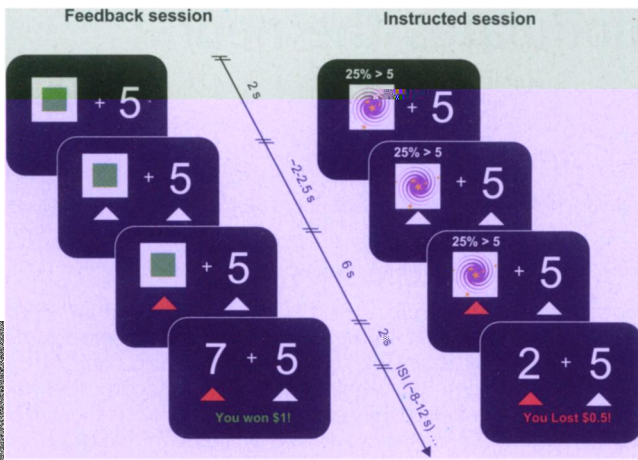 Feedback session
Instructed session
+ 5
+ 5
+ 5
7 + 5
You won $1!
2 s
~2-2.5s
6 s
2 s
ISI (~8-12 s) ...
25% > 5
+ 5
25% > 5
+ 5
25% > 5
+ 5
2 + 5
You Lost $0.5!